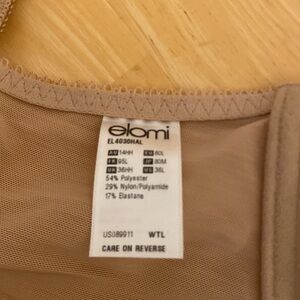 elomi
EL4030HAL
AU 14HH EU 80L
FR 95L JP 80M
UK 36HH US 36L
54% Polyester
29% Nylon/Polyamide
17% Elastane
US089911 WTL
CARE ON REVERSE